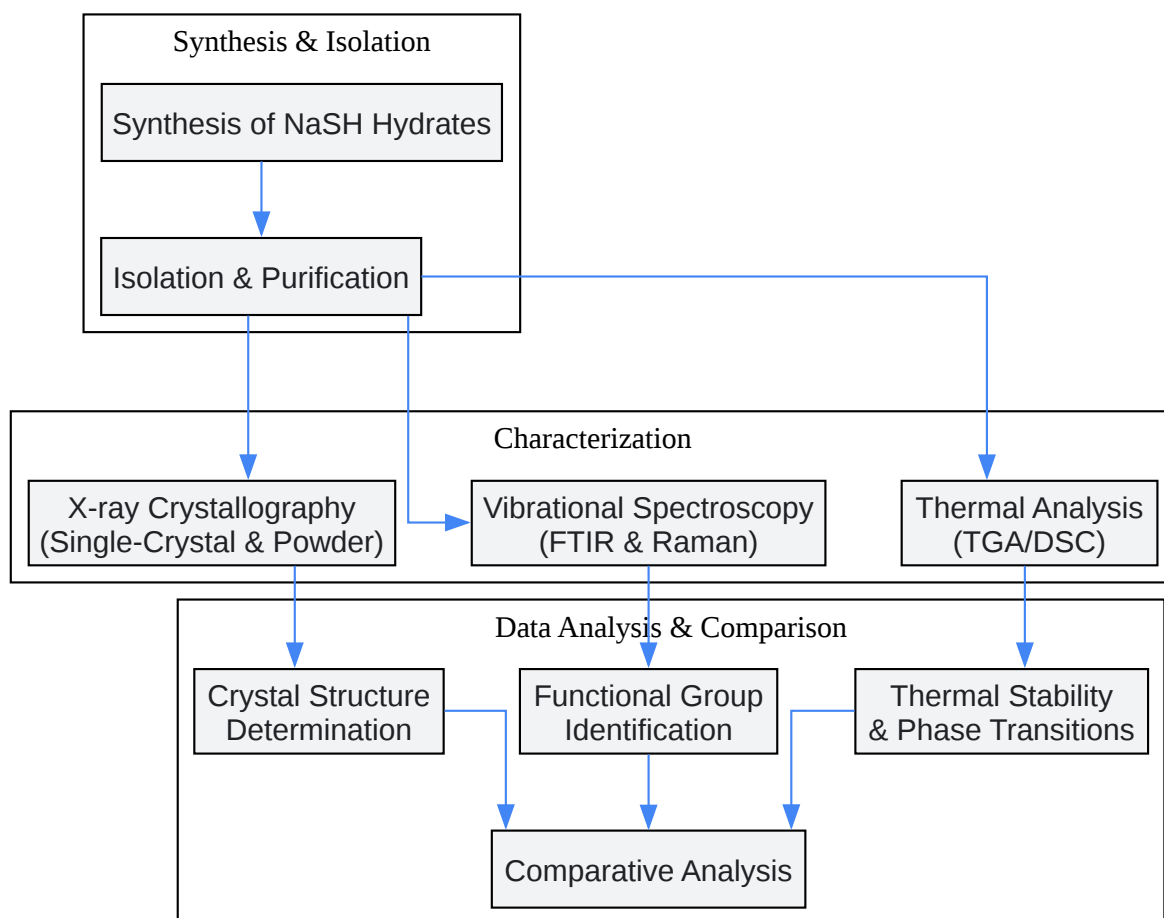 Synthesis & Isolation
Synthesis of NaSH Hydrates
Isolation & Purification
Characterization
X-ray Crystallography
(Single-Crystal & Powder)
Vibrational Spectroscopy
(FTIR & Raman)
Thermal Analysis
(TGA/DSC)
Data Analysis & Comparison
Crystal Structure
Determination
Functional Group
Identification
Thermal Stability
& Phase Transitions
Comparative Analysis